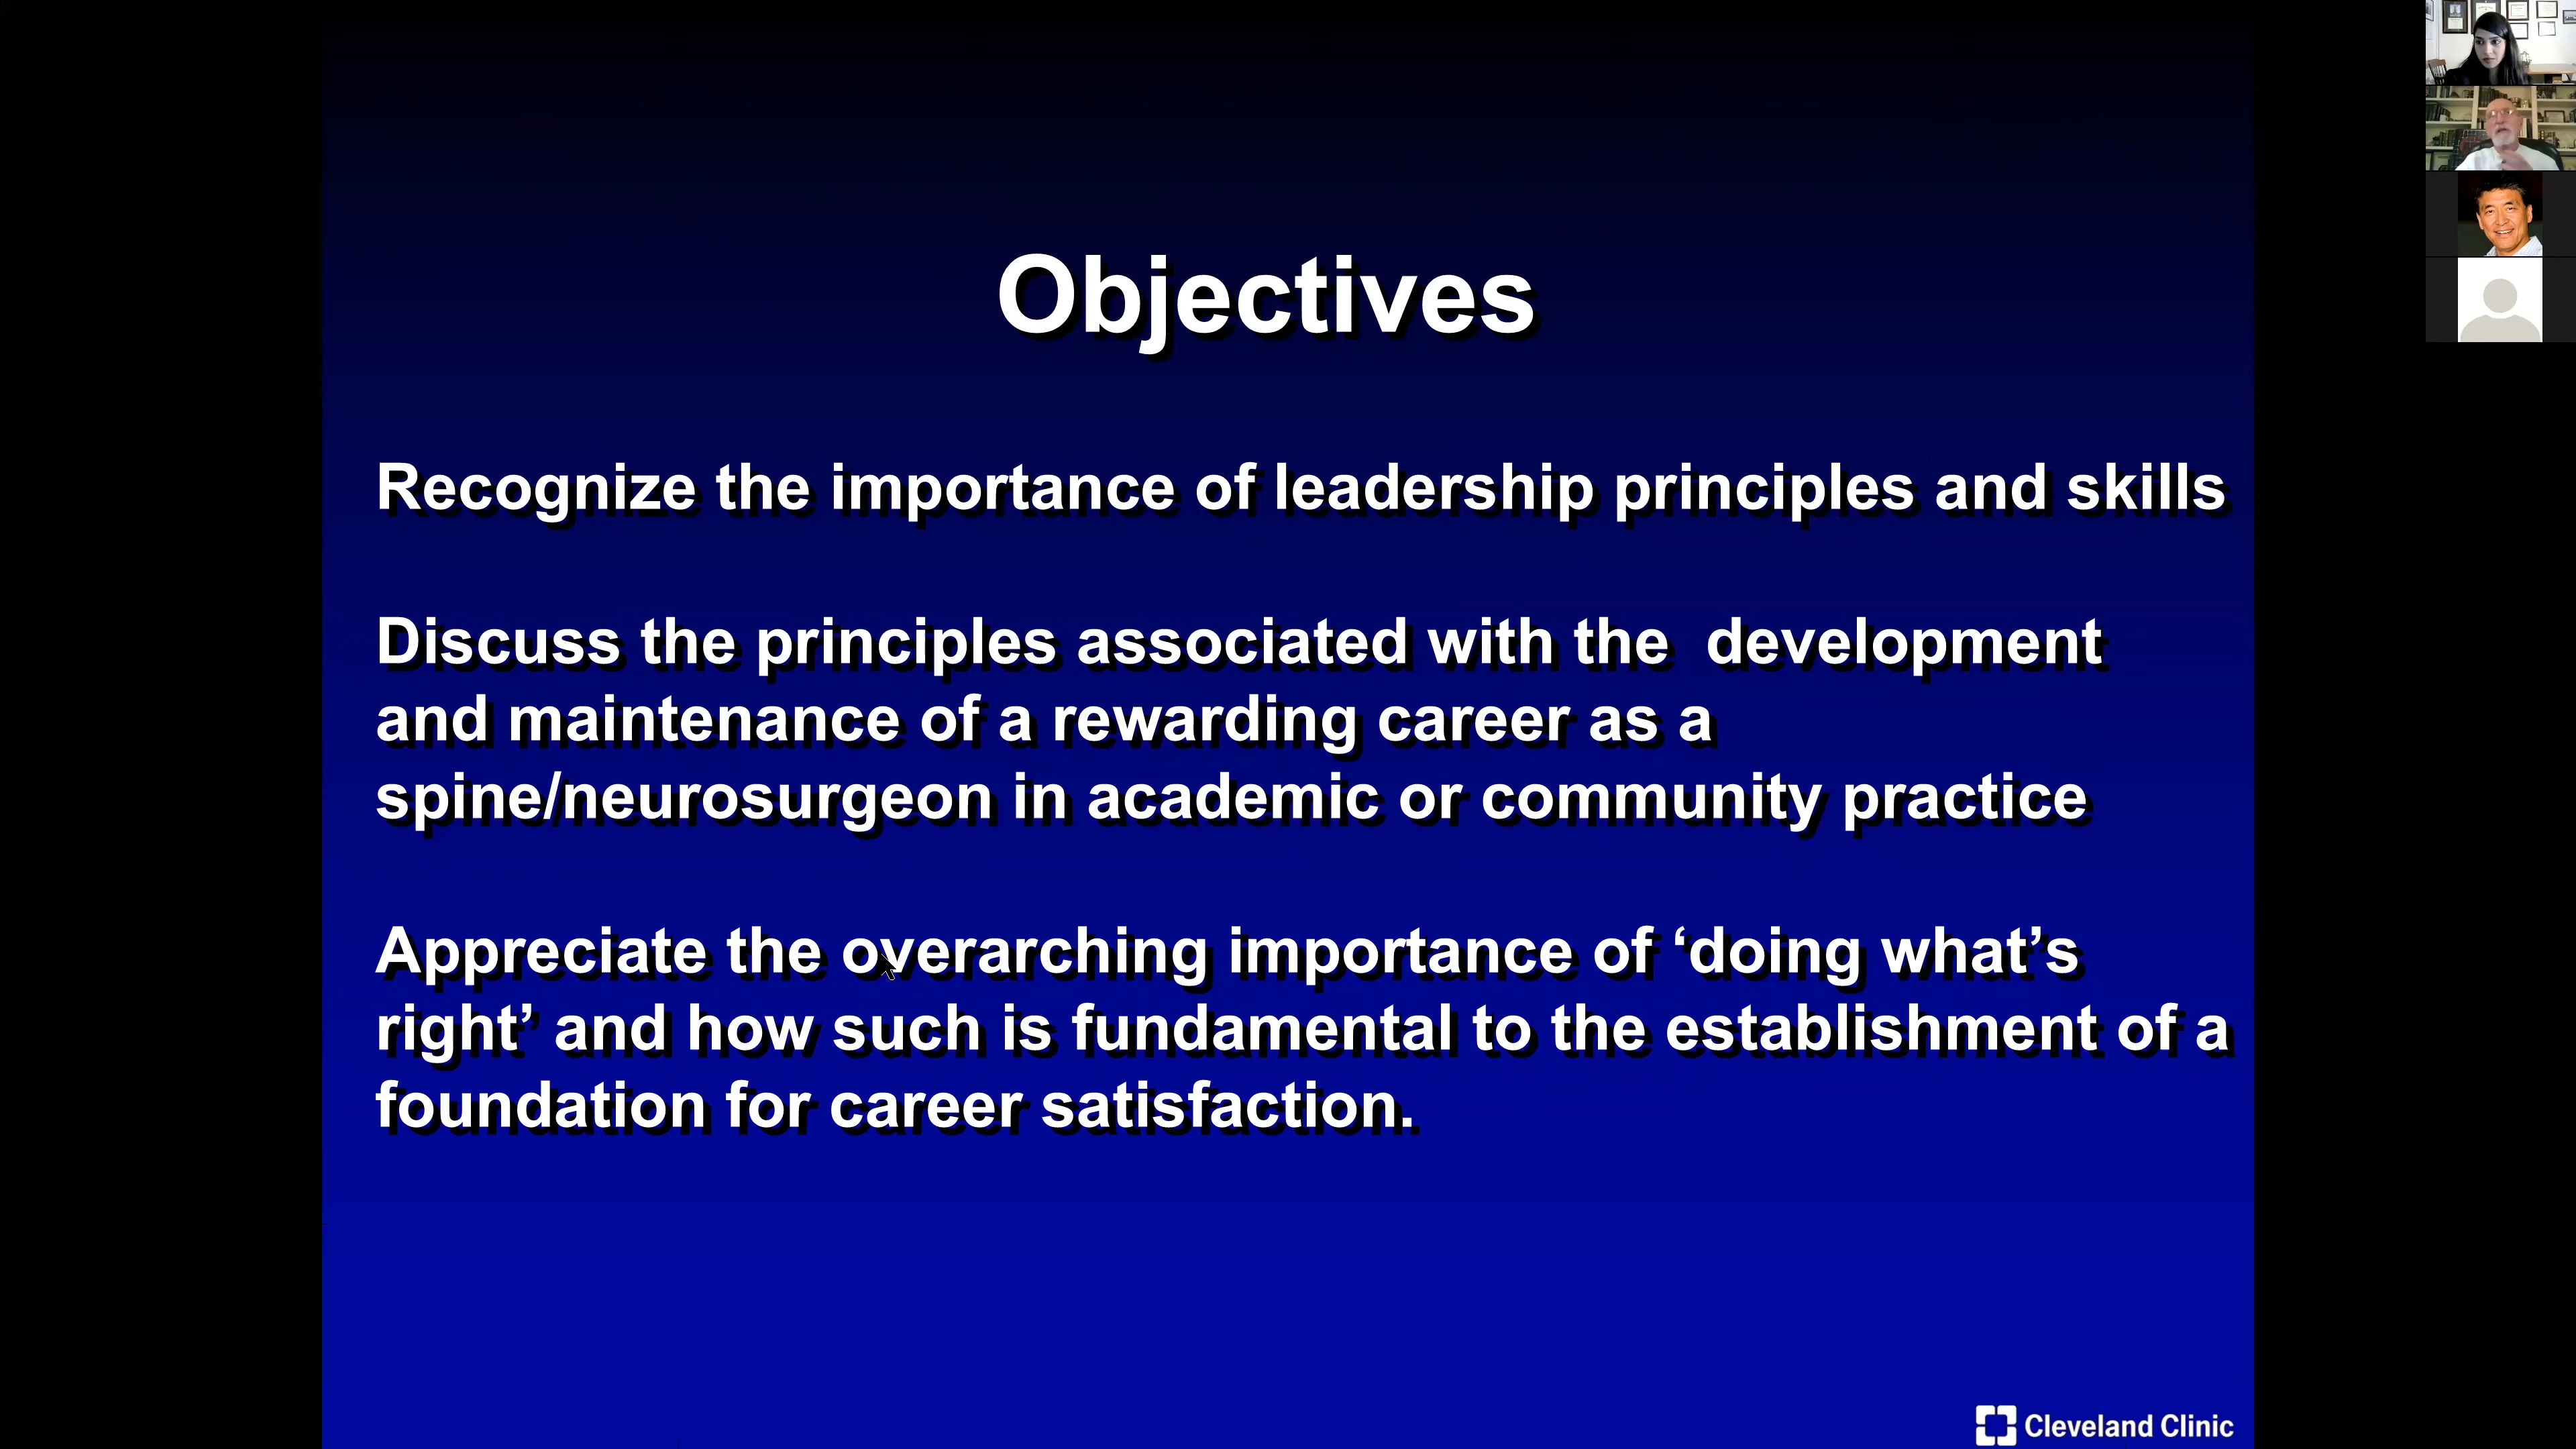 Objectives
Recognize the importance of leadership principles and skills
Discuss the principles associated with the  development
and maintenance of a rewarding career as a
spine/neurosurgeon in academic or community practice
Appreciate the overarching importance of ‘doing what’s
right’ and how such is fundamental to the establishment of a
foundation for career satisfaction.
Cleveland Clinic